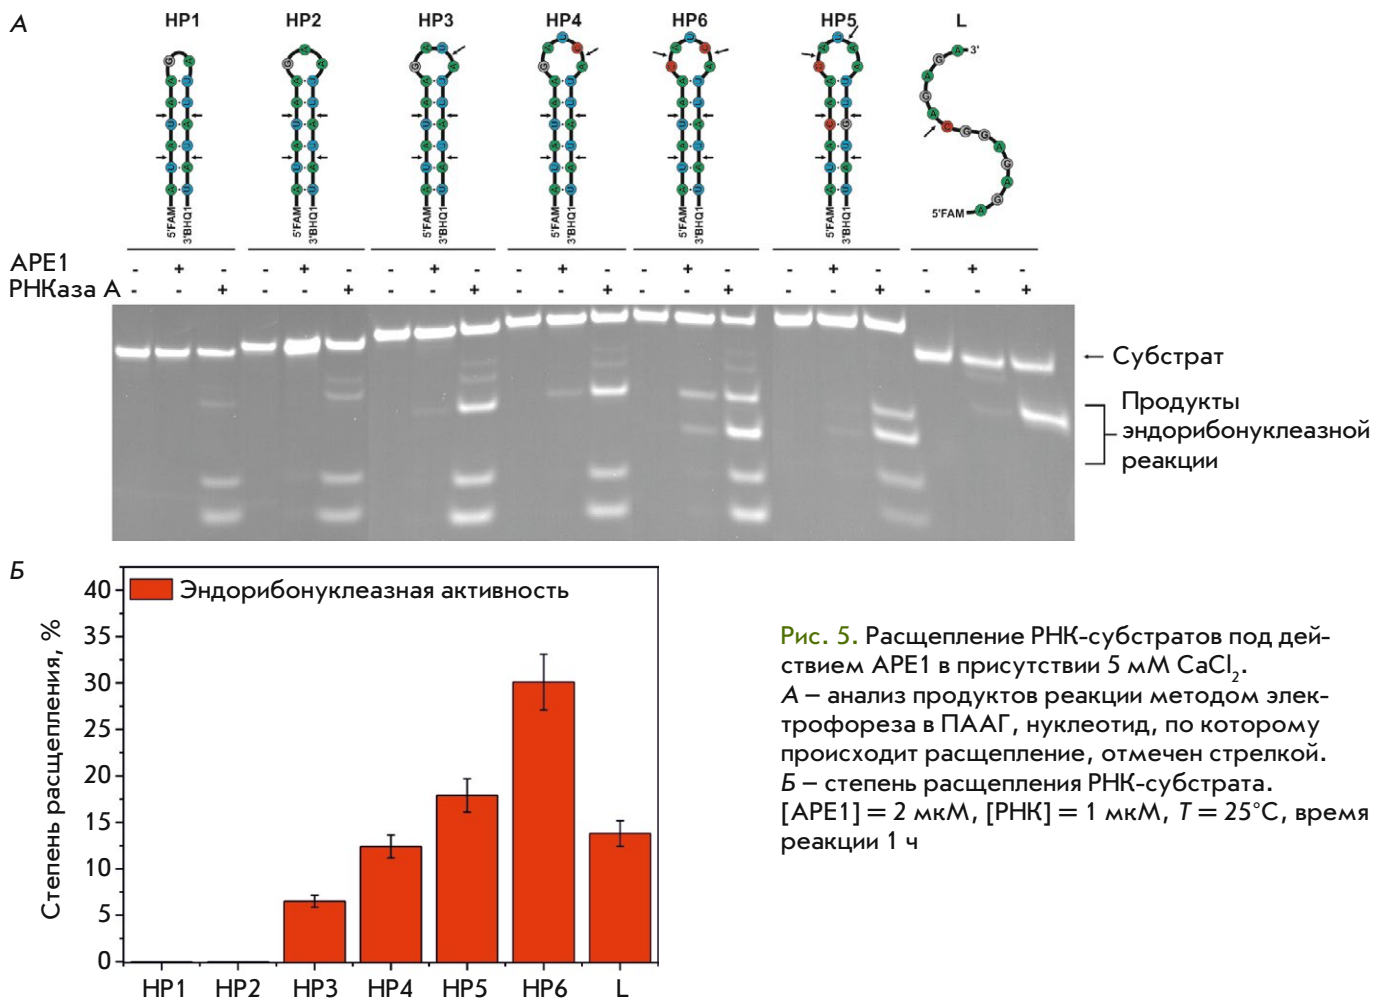 А
HP1 HP2 HP3 HP4 HP6 HP5 L
3'
5'FAM
5'FAM 3'BHQ1 5'FAM 3'BHQ1 5'FAM 3'BHQ1 5'FAM 3'BHQ1 5'FAM 3'BHQ1 5'FAM 3'BHQ1
APE1 - + - - + - - + - - + - - + - - + - - + -
РНКаза А - - + - - + - - + - - + - - + - - + - - +
← Субстрат
Продукты
эндорибонуклеазной
реакции
Б
Эндорибонуклеазная активность
Степень расщепления, %
40
35
30
25
20
15
10
5
0
HP1 HP2 HP3 HP4 HP5 HP6 L
Рис. 5. Расщепление РНК-субстратов под дей-
ствием APE1 в присутствии 5 мМ CaCl₂.
А – анализ продуктов реакции методом элек-
трофореза в ПААГ, нуклеотид, по которому
происходит расщепление, отмечен стрелкой.
Б – степень расщепления РНК-субстрата.
[APE1] = 2 мкМ, [РНК] = 1 мкМ, T = 25°C, время
реакции 1 ч